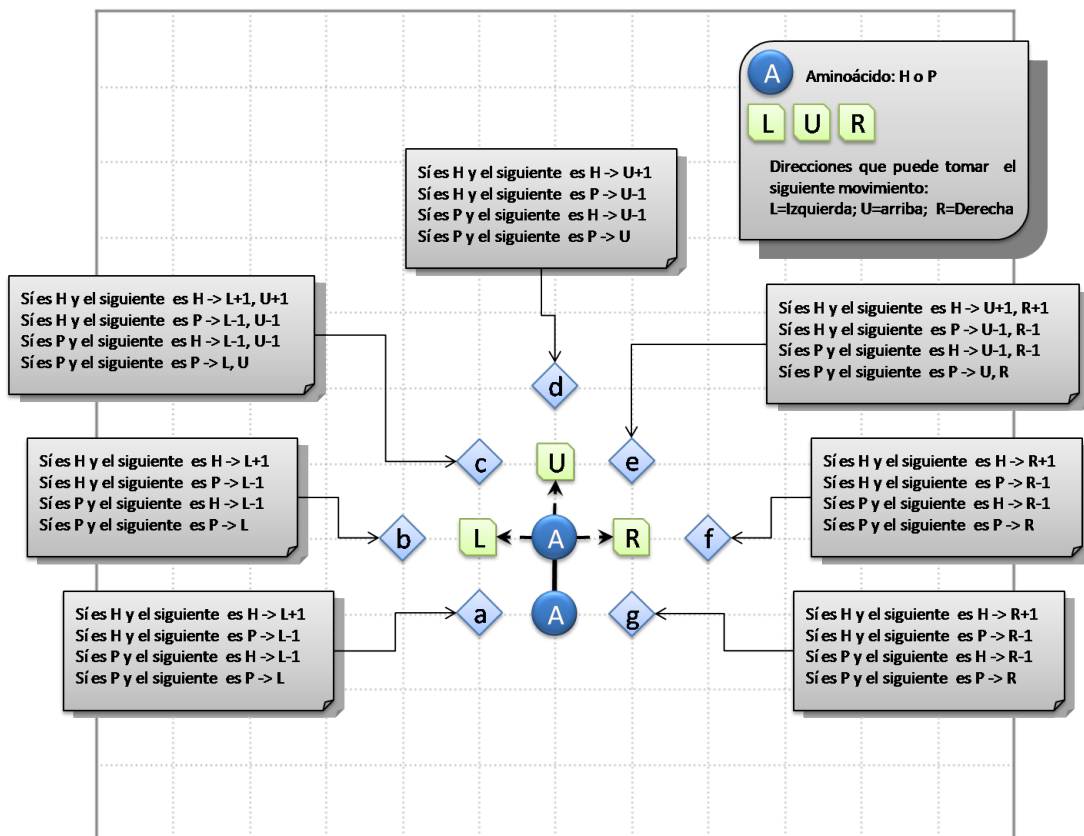 A Aminoácido: H o P
L U R
Direcciones que puede tomar el
siguiente movimiento:
L=Izquierda; U=arriba; R=Derecha
Sí es H y el siguiente es H -> U+1
Sí es H y el siguiente es P -> U-1
Sí es P y el siguiente es H -> U-1
Sí es P y el siguiente es P -> U
Sí es H y el siguiente es H -> L+1, U+1
Sí es H y el siguiente es P -> L-1, U-1
Sí es P y el siguiente es H -> L-1, U-1
Sí es P y el siguiente es P -> L, U
Sí es H y el siguiente es H -> U+1, R+1
Sí es H y el siguiente es P -> U-1, R-1
Sí es P y el siguiente es H -> U-1, R-1
Sí es P y el siguiente es P -> U, R
d
c
U
e
Sí es H y el siguiente es H -> L+1
Sí es H y el siguiente es P -> L-1
Sí es P y el siguiente es H -> L-1
Sí es P y el siguiente es P -> L
b
L
A
R
f
Sí es H y el siguiente es H -> R+1
Sí es H y el siguiente es P -> R-1
Sí es P y el siguiente es H -> R-1
Sí es P y el siguiente es P -> R
Sí es H y el siguiente es H -> L+1
Sí es H y el siguiente es P -> L-1
Sí es P y el siguiente es H -> L-1
Sí es P y el siguiente es P -> L
a
A
g
Sí es H y el siguiente es H -> R+1
Sí es H y el siguiente es P -> R-1
Sí es P y el siguiente es H -> R-1
Sí es P y el siguiente es P -> R